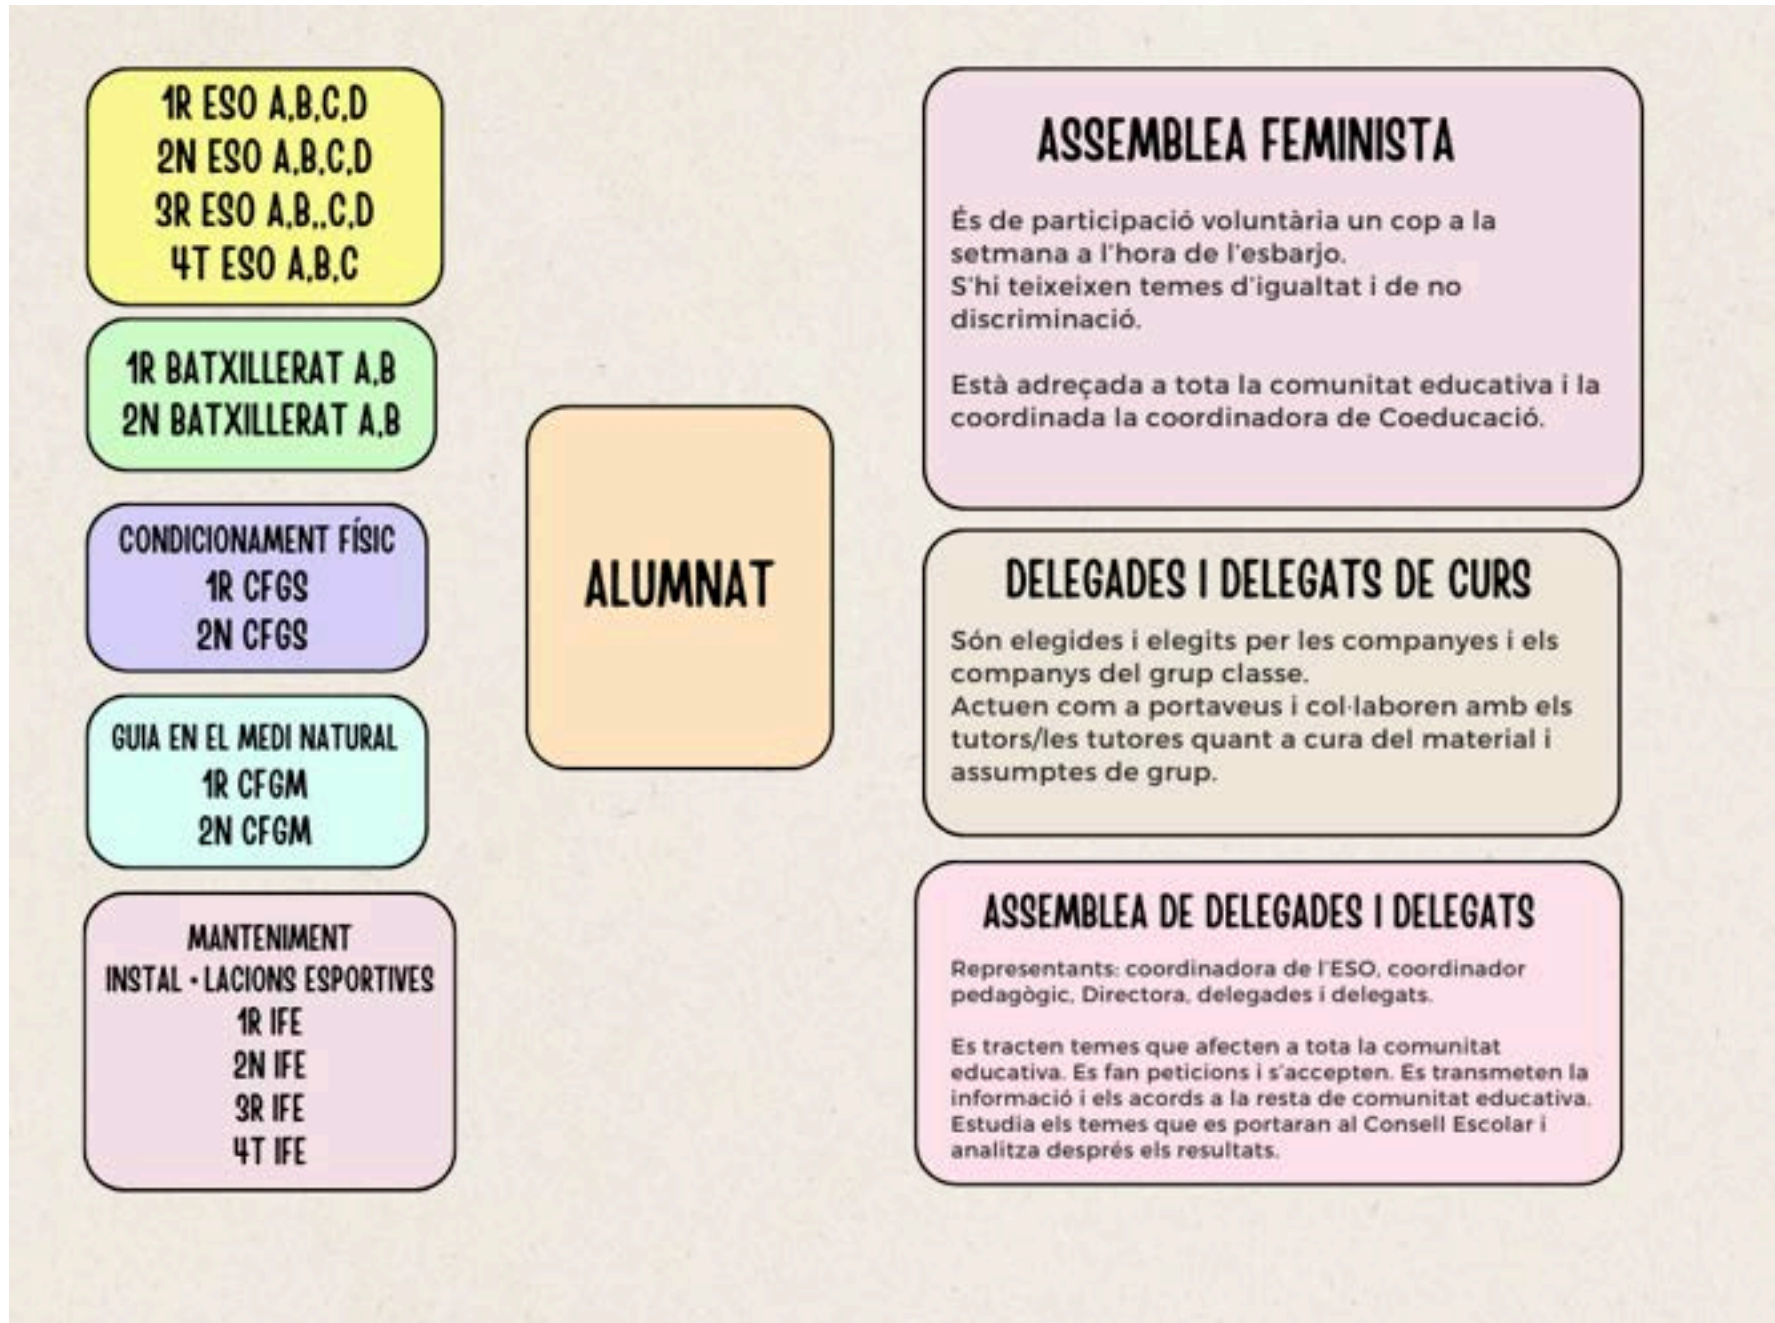 1R ESO A,B,C,D
2N ESO A,B,C,D
3R ESO A,B,,C,D
4T ESO A,B,C
1R BATXILLERAT A,B
2N BATXILLERAT A,B
CONDICIONAMENT FÍSIC
1R CFGS
2N CFGS
GUIA EN EL MEDI NATURAL
1R CFGM
2N CFGM
MANTENIMENT
INSTAL·LACIONS ESPORTIVES
1R IFE
2N IFE
3R IFE
4T IFE
ALUMNAT
ASSEMBLEA FEMINISTA
És de participació voluntària un cop a la
setmana a l'hora de l'esbarjo.
S'hi teixeixen temes d'igualtat i de no
discriminació.
Està adreçada a tota la comunitat educativa i la
coordinada la coordinadora de Coeducació.
DELEGADES I DELEGATS DE CURS
Són elegides i elegits per les companyes i els
companys del grup classe.
Actuen com a portaveus i col·laboren amb els
tutors/les tutores quant a cura del material i
assumptes de grup.
ASSEMBLEA DE DELEGADES I DELEGATS
Representants: coordinadora de l'ESO, coordinador
pedagògic, Directora, delegades i delegats.
Es tracten temes que afecten a tota la comunitat
educativa. Es fan peticions i s'accepten. Es transmeten la
informació i els acords a la resta de comunitat educativa.
Estudia els temes que es portaran al Consell Escolar i
analitza després els resultats.